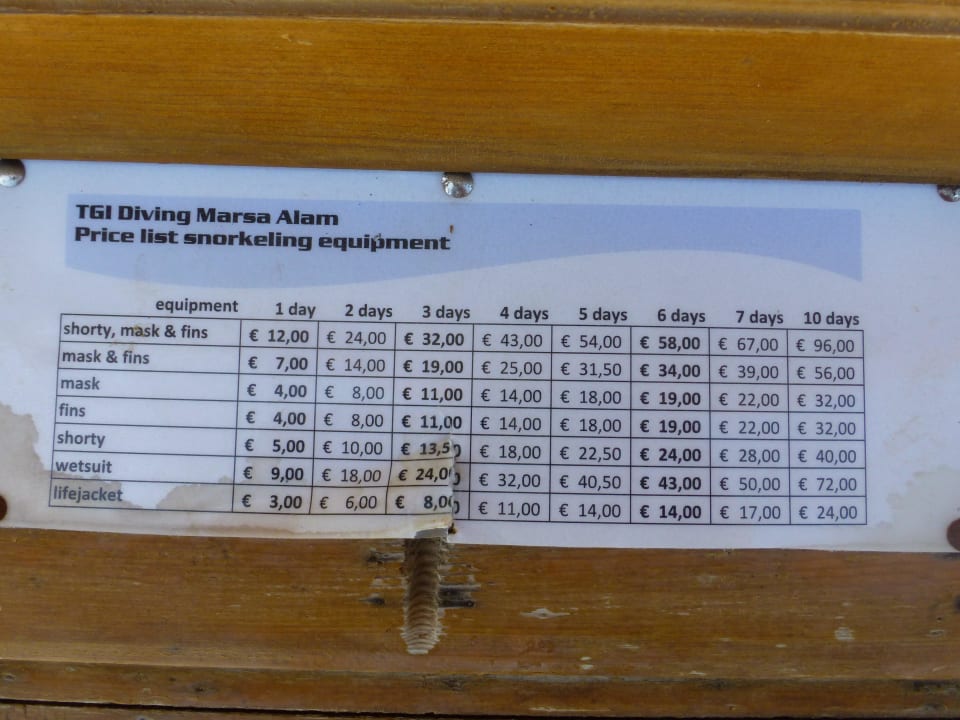 TGI Diving Marsa Alam
Price list snorkeling equipment
equipment 1 day 2 days 3 days 4 days 5 days 6 days 7 days 10 days
shorty, mask & fins € 12,00 € 24,00 € 32,00 € 43,00 € 54,00 € 58,00 € 67,00 € 96,00
mask & fins € 7,00 € 14,00 € 19,00 € 25,00 € 31,50 € 34,00 € 39,00 € 56,00
mask € 4,00 € 8,00 € 11,00 € 14,00 € 18,00 € 19,00 € 22,00 € 32,00
fins € 4,00 € 8,00 € 11,00 € 14,00 € 18,00 € 19,00 € 22,00 € 32,00
shorty € 5,00 € 10,00 € 13,50 € 18,00 € 22,50 € 24,00 € 28,00 € 40,00
wetsuit € 9,00 € 18,00 € 24,00 € 32,00 € 40,50 € 43,00 € 50,00 € 72,00
lifejacket € 3,00 € 6,00 € 8,00 € 11,00 € 14,00 € 14,00 € 17,00 € 24,00